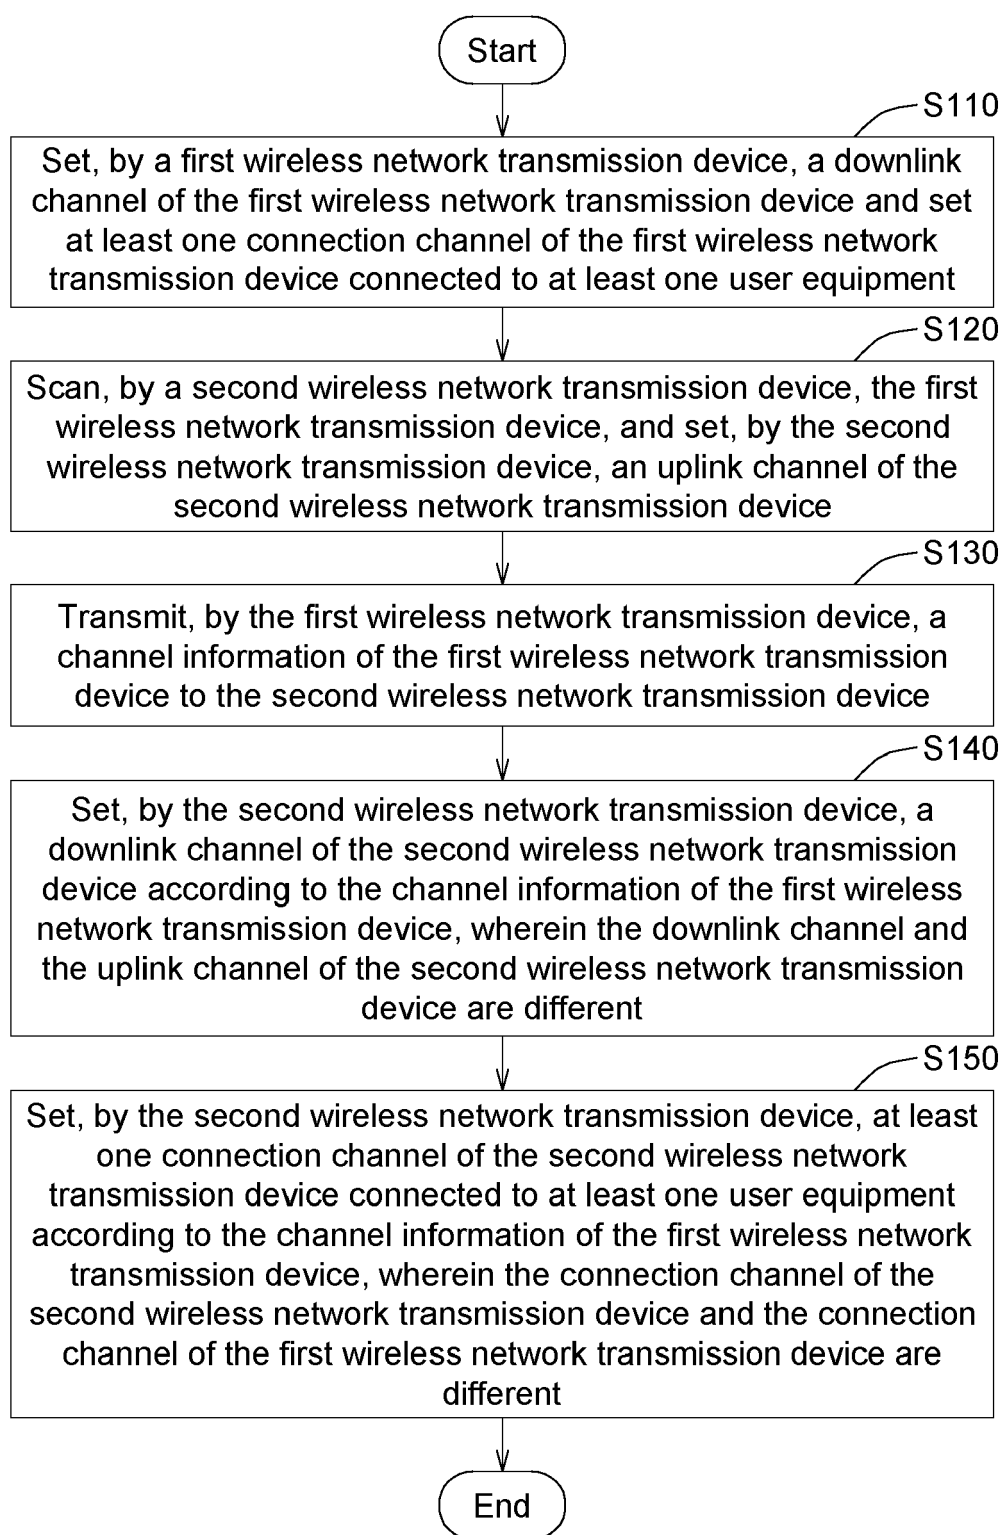 Start
S110
Set, by a first wireless network transmission device, a downlink
channel of the first wireless network transmission device and set
at least one connection channel of the first wireless network
transmission device connected to at least one user equipment
S120
Scan, by a second wireless network transmission device, the first
wireless network transmission device, and set, by the second
wireless network transmission device, an uplink channel of the
second wireless network transmission device
S130
Transmit, by the first wireless network transmission device, a
channel information of the first wireless network transmission
device to the second wireless network transmission device
S140
Set, by the second wireless network transmission device, a
downlink channel of the second wireless network transmission
device according to the channel information of the first wireless
network transmission device, wherein the downlink channel and
the uplink channel of the second wireless network transmission
device are different
S150
Set, by the second wireless network transmission device, at least
one connection channel of the second wireless network
transmission device connected to at least one user equipment
according to the channel information of the first wireless network
transmission device, wherein the connection channel of the
second wireless network transmission device and the connection
channel of the first wireless network transmission device are
different
End